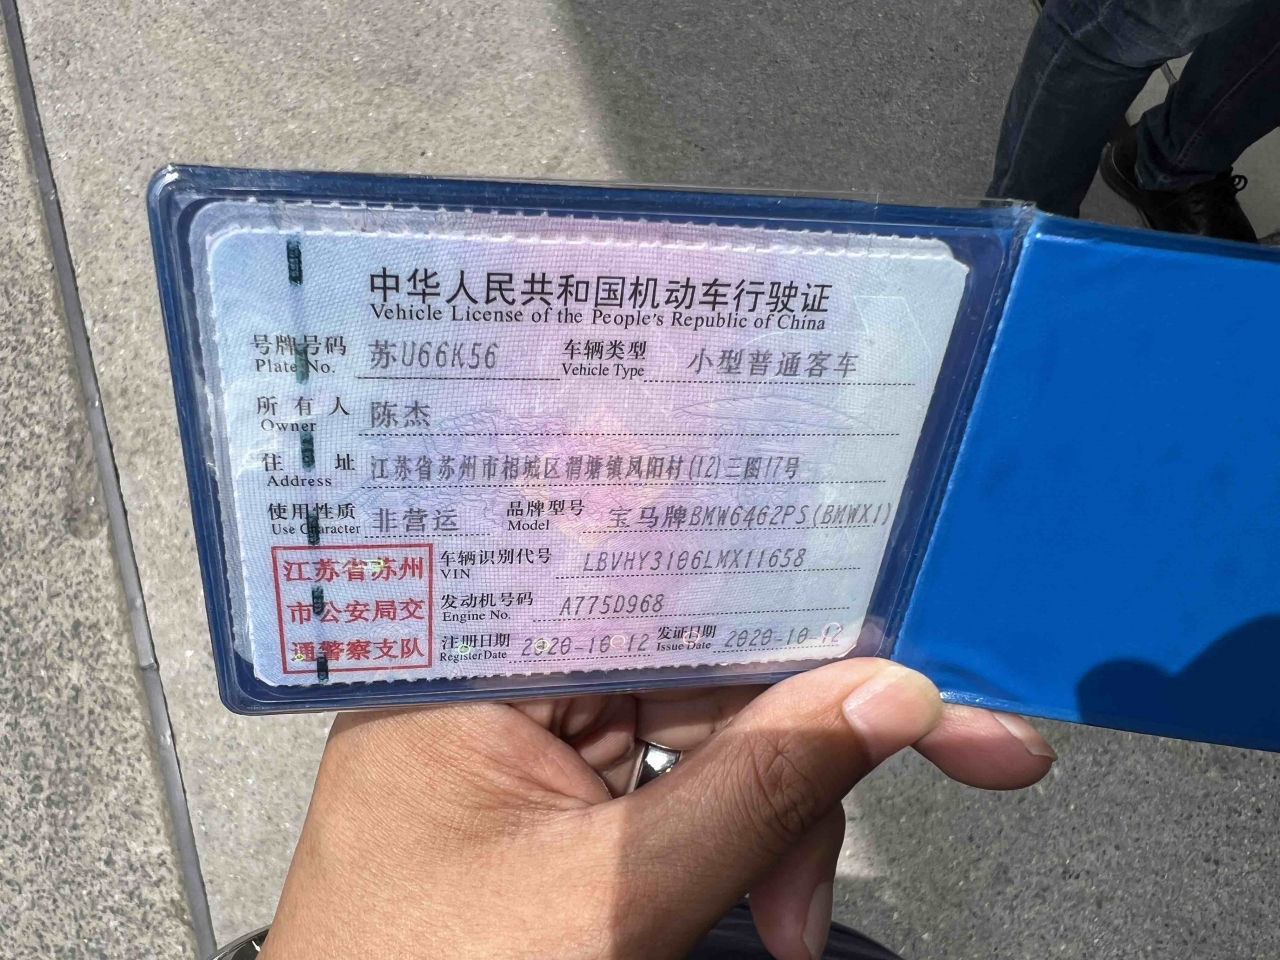 中华人民共和国机动车行驶证
Vehicle License of the People's Republic of China
号牌号码 苏U66K56 车辆类型 小型普通客车
Plate No. Vehicle Type
所有人 陈杰
Owner
住址 江苏省苏州市相城区渭塘镇凤阳村(12)三图17号
Address
使用性质 非营运 品牌型号 宝马牌BMW6462PS(BMWX1)
Use Character Model
江苏省苏州
市公安局交
通警察支队
车辆识别代号 LBVHY3106LMX11658
VIN
发动机号码 A775D968
Engine No.
注册日期 2020-10-12 发证日期 2020-10-12
Register Date Issue Date